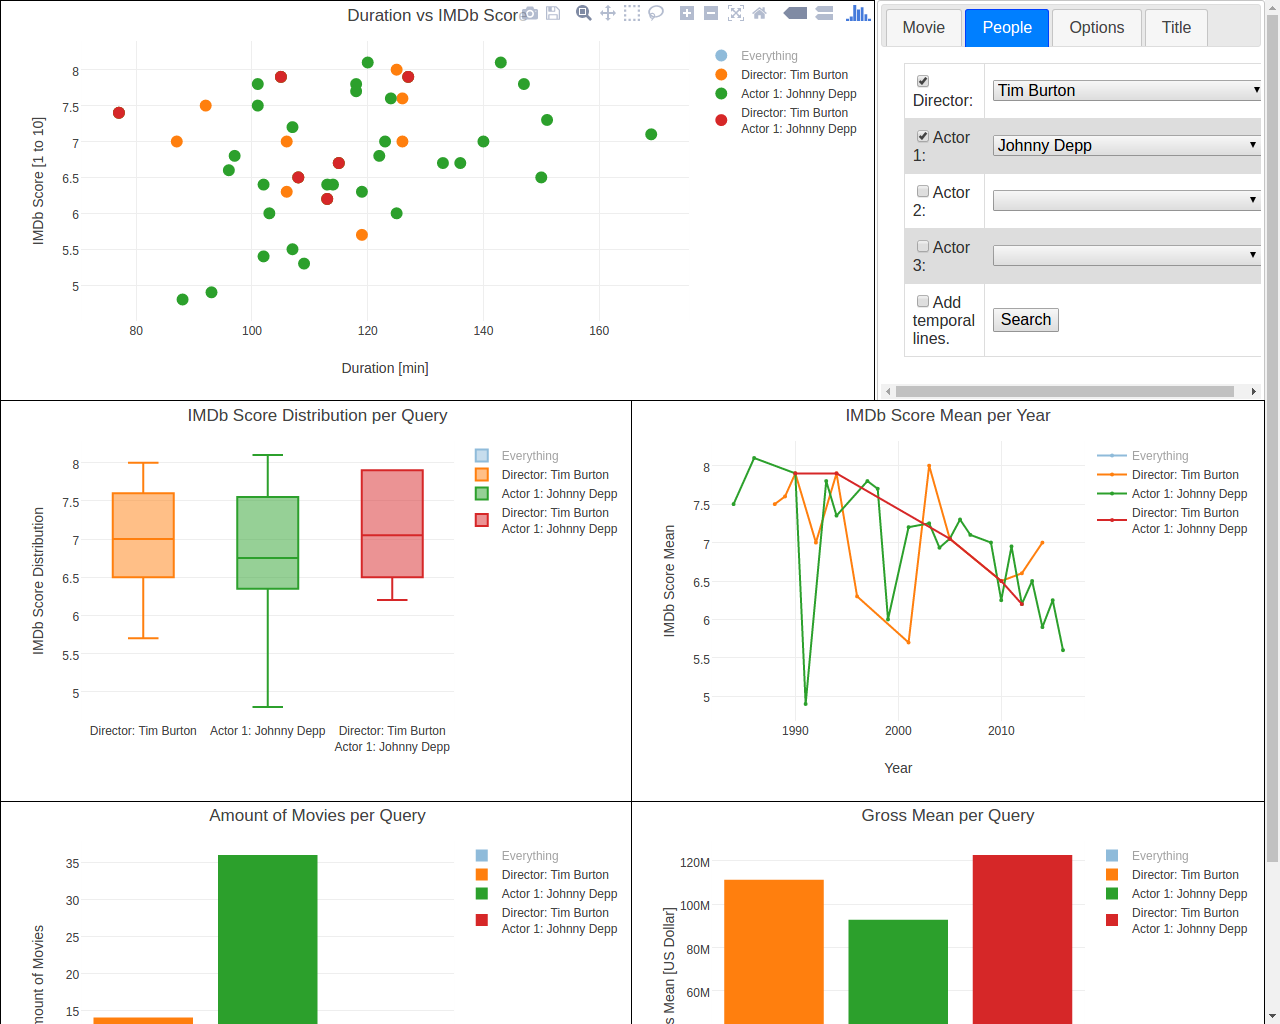 Duration vs IMDb Score
8
7.5
7
6.5
6
5.5
5
IMDb Score [1 to 10]
80
100
120
140
160
Duration [min]
Everything
Director: Tim Burton
Actor 1: Johnny Depp
Director: Tim Burton
Actor 1: Johnny Depp
Movie
People
Options
Title
Director:
Tim Burton
Actor 1:
Johnny Depp
Actor 2:
Actor 3:
Add
temporal
lines.
Search
IMDb Score Distribution per Query
8
7.5
7
6.5
6
5.5
5
IMDb Score Distribution
Director: Tim Burton
Actor 1: Johnny Depp
Director: Tim Burton
Actor 1: Johnny Depp
Everything
Director: Tim Burton
Actor 1: Johnny Depp
Director: Tim Burton
Actor 1: Johnny Depp
IMDb Score Mean per Year
8
7.5
7
6.5
6
5.5
5
IMDb Score Mean
1990
2000
2010
Year
Everything
Director: Tim Burton
Actor 1: Johnny Depp
Director: Tim Burton
Actor 1: Johnny Depp
Amount of Movies per Query
35
30
25
20
15
mount of Movies
Everything
Director: Tim Burton
Actor 1: Johnny Depp
Director: Tim Burton
Actor 1: Johnny Depp
Gross Mean per Query
120M
100M
80M
60M
s Mean [US Dollar]
Everything
Director: Tim Burton
Actor 1: Johnny Depp
Director: Tim Burton
Actor 1: Johnny Depp